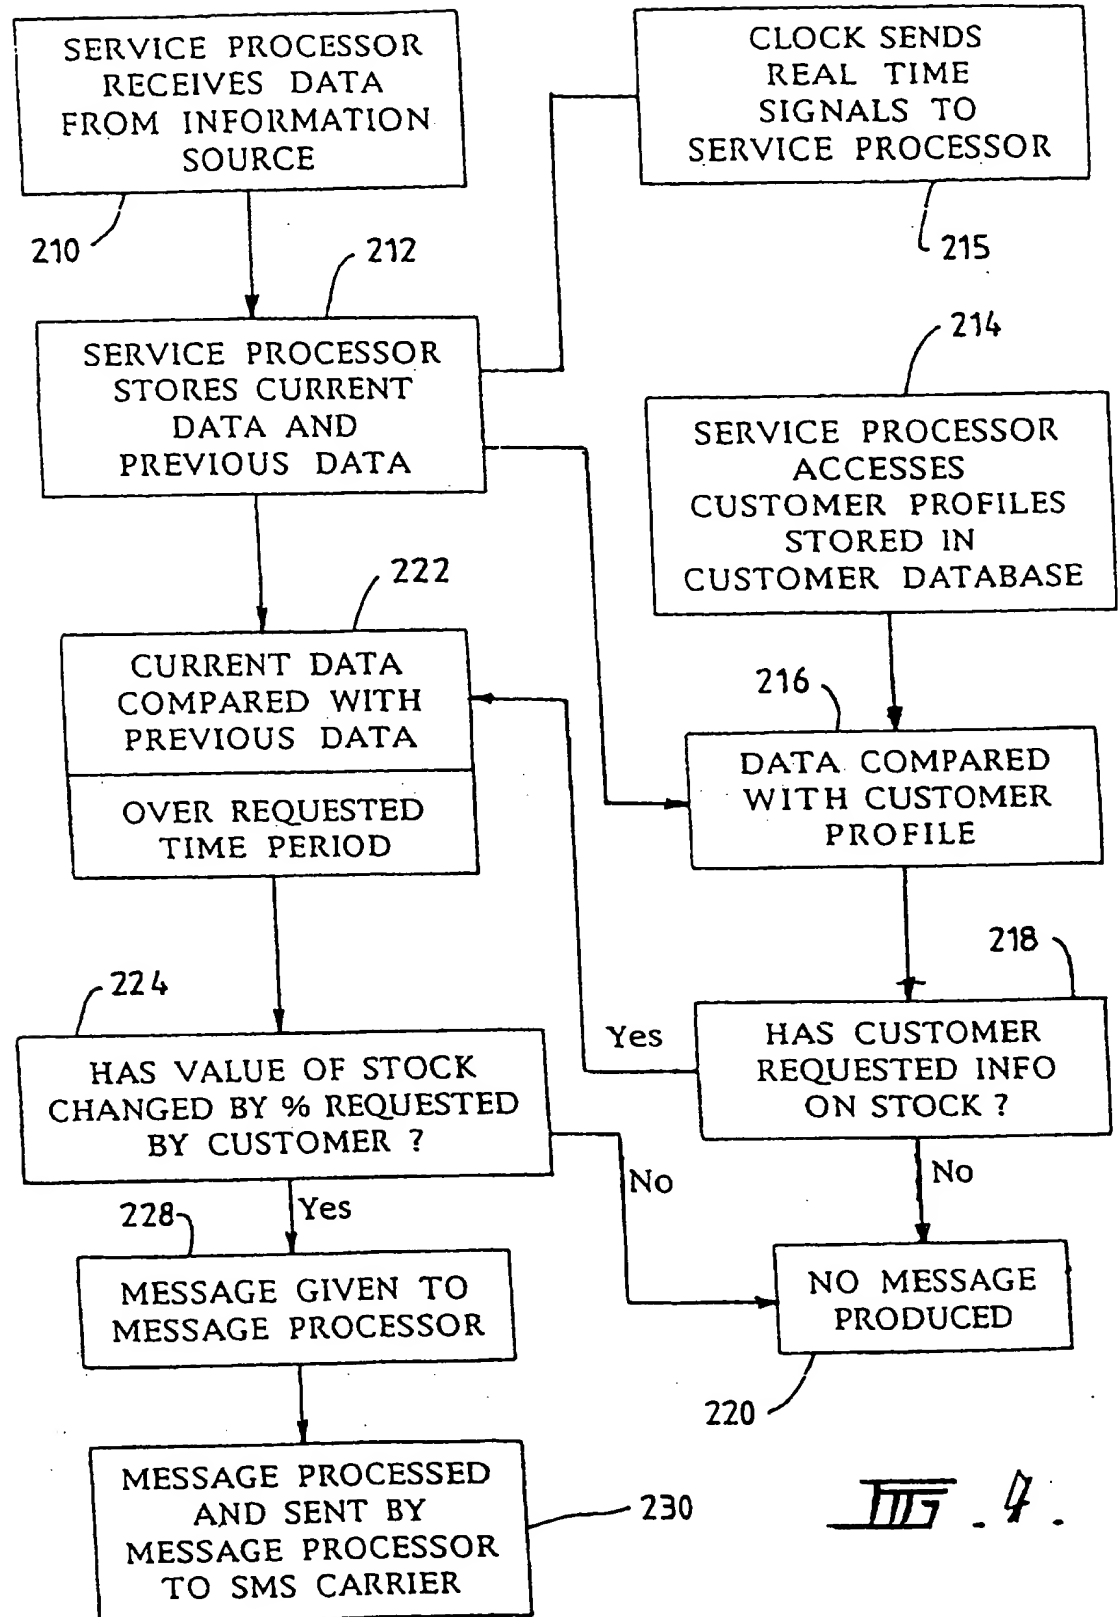 SERVICE PROCESSOR
RECEIVES DATA
FROM INFORMATION
SOURCE
210
CLOCK SENDS
REAL TIME
SIGNALS TO
SERVICE PROCESSOR
215
212
SERVICE PROCESSOR
STORES CURRENT
DATA AND
PREVIOUS DATA
214
SERVICE PROCESSOR
ACCESSES
CUSTOMER PROFILES
STORED IN
CUSTOMER DATABASE
222
CURRENT DATA
COMPARED WITH
PREVIOUS DATA
OVER REQUESTED
TIME PERIOD
216
DATA COMPARED
WITH CUSTOMER
PROFILE
218
HAS CUSTOMER
REQUESTED INFO
ON STOCK ?
Yes
No
224
HAS VALUE OF STOCK
CHANGED BY % REQUESTED
BY CUSTOMER ?
No
Yes
228
MESSAGE GIVEN TO
MESSAGE PROCESSOR
NO MESSAGE
PRODUCED
220
MESSAGE PROCESSED
AND SENT BY
MESSAGE PROCESSOR
TO SMS CARRIER
230
FIG. 4.